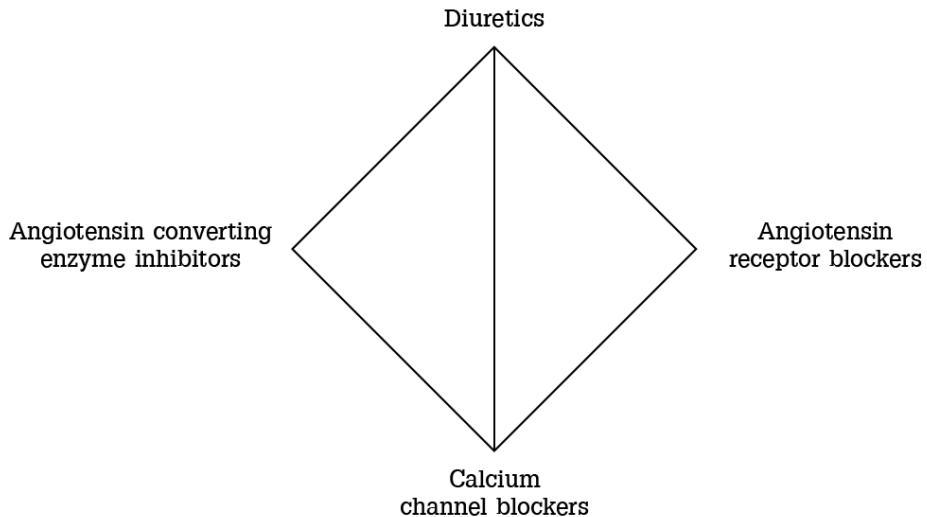 Diuretics
Angiotensin converting
enzyme inhibitors
Angiotensin
receptor blockers
Calcium
channel blockers